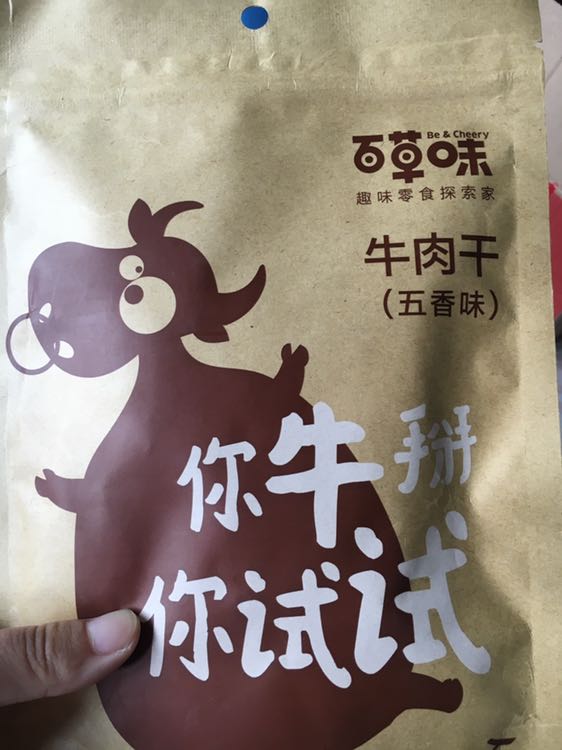 Be & Cheery
百草味
趣味零食探索家
牛肉干
(五香味)
你牛掰
你试试